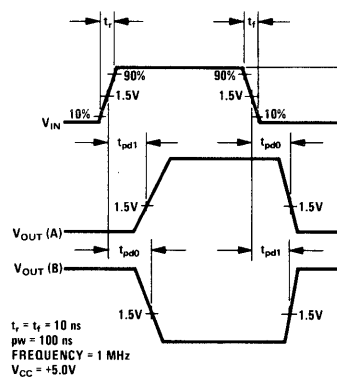 tr tf
90% 90%
1.5V 1.5V
10% 10%
VIN
tpd1 tpd0
1.5V 1.5V
VOUT (A)
tpd0 tpd1
VOUT (B)
1.5V 1.5V
tr = tf = 10 ns
pw = 100 ns
FREQUENCY = 1 MHz
VCC = +5.0V